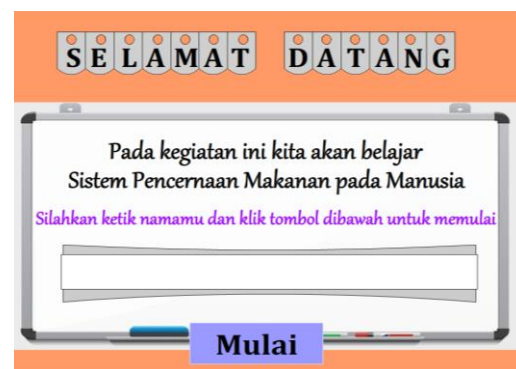 SELAMAT DATANG
Pada kegiatan ini kita akan belajar
Sistem Pencernaan Makanan pada Manusia
Silahkan ketik namamu dan klik tombol dibawah untuk memulai
Mulai